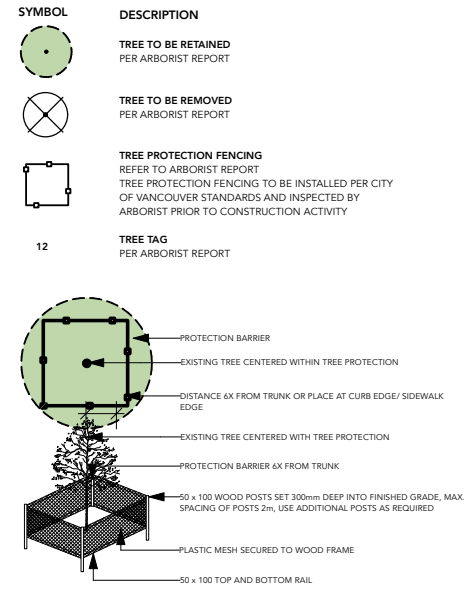 SYMBOL DESCRIPTION
TREE TO BE RETAINED
PER ARBORIST REPORT
TREE TO BE REMOVED
PER ARBORIST REPORT
TREE PROTECTION FENCING
REFER TO ARBORIST REPORT
TREE PROTECTION FENCING TO BE INSTALLED PER CITY
OF VANCOUVER STANDARDS AND INSPECTED BY
ARBORIST PRIOR TO CONSTRUCTION ACTIVITY
12 TREE TAG
PER ARBORIST REPORT
PROTECTION BARRIER
EXISTING TREE CENTERED WITHIN TREE PROTECTION
DISTANCE 6X FROM TRUNK OR PLACE AT CURB EDGE/ SIDEWALK
EDGE
EXISTING TREE CENTERED WITH TREE PROTECTION
PROTECTION BARRIER 6X FROM TRUNK
50 x 100 WOOD POSTS SET 300mm DEEP INTO FINISHED GRADE, MAX.
SPACING OF POSTS 2m, USE ADDITIONAL POSTS AS REQUIRED
PLASTIC MESH SECURED TO WOOD FRAME
50 x 100 TOP AND BOTTOM RAIL